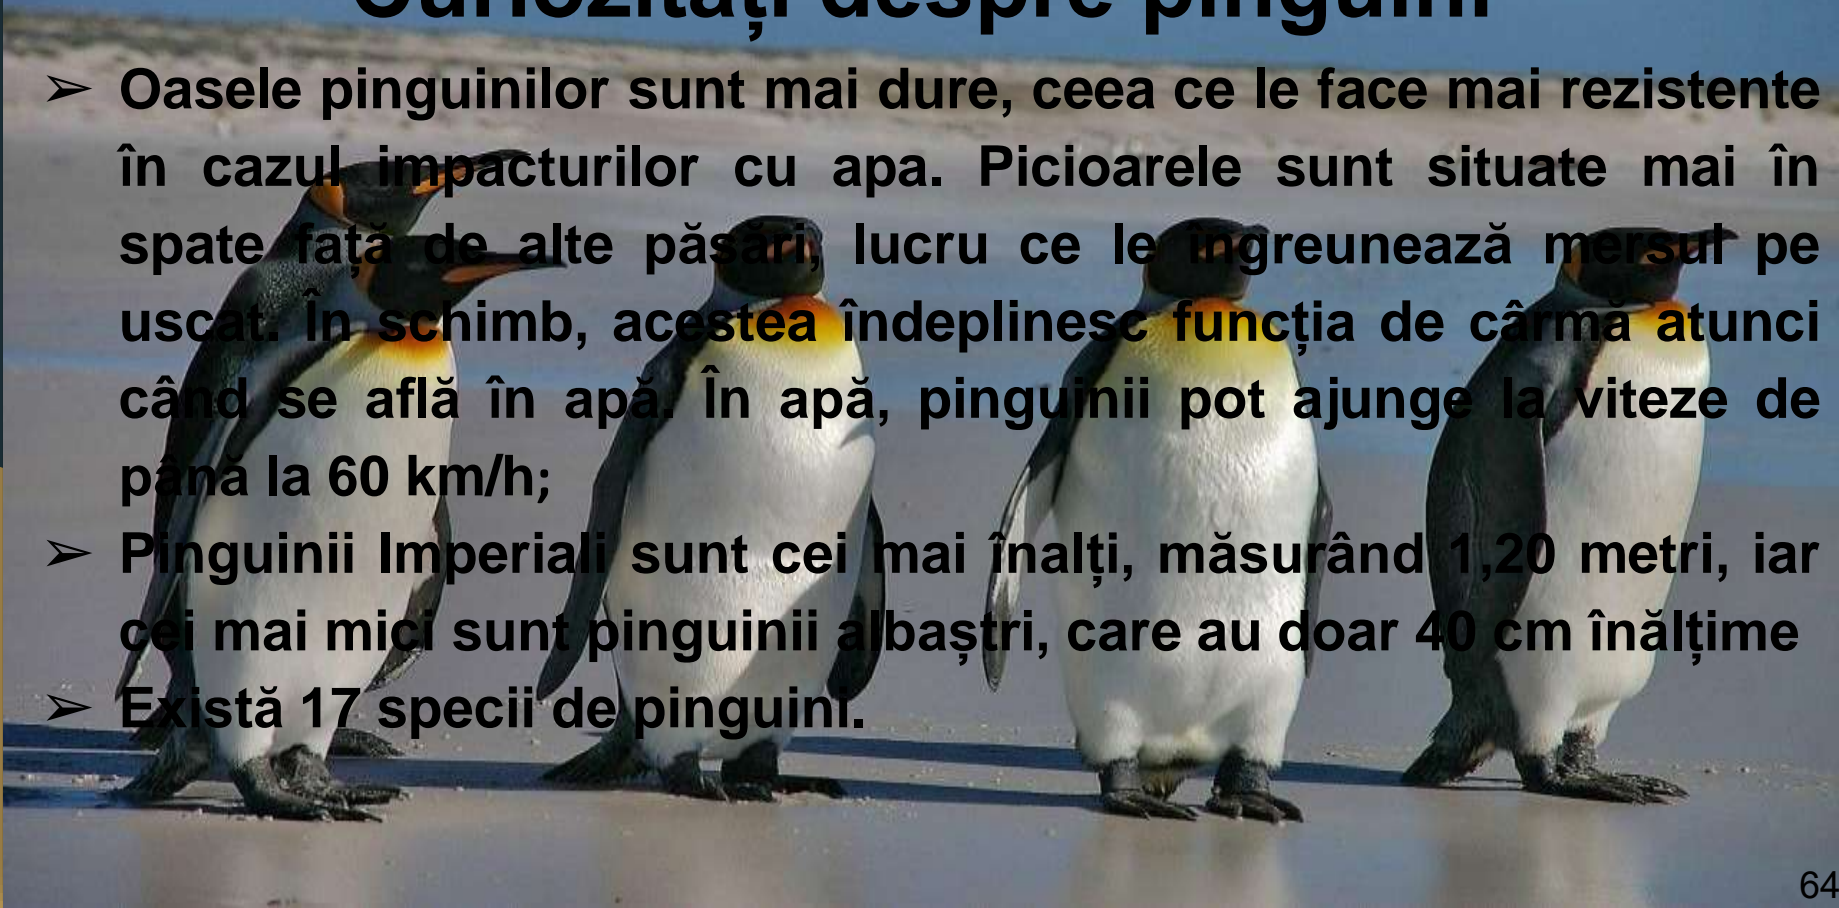 Curiozități despre pinguini
➢ Oasele pinguinilor sunt mai dure, ceea ce le face mai rezistente
în cazul impacturilor cu apa. Picioarele sunt situate mai în
spate față de alte păsări, lucru ce le îngreunează mersul pe
uscat. În schimb, acestea îndeplinesc funcția de cârmă atunci
când se află în apă. În apă, pinguinii pot ajunge la viteze de
până la 60 km/h;
➢ Pinguinii Imperiali sunt cei mai înalți, măsurând 1,20 metri, iar
cei mai mici sunt pinguinii albaștri, care au doar 40 cm înălțime
➢ Există 17 specii de pinguini.
64